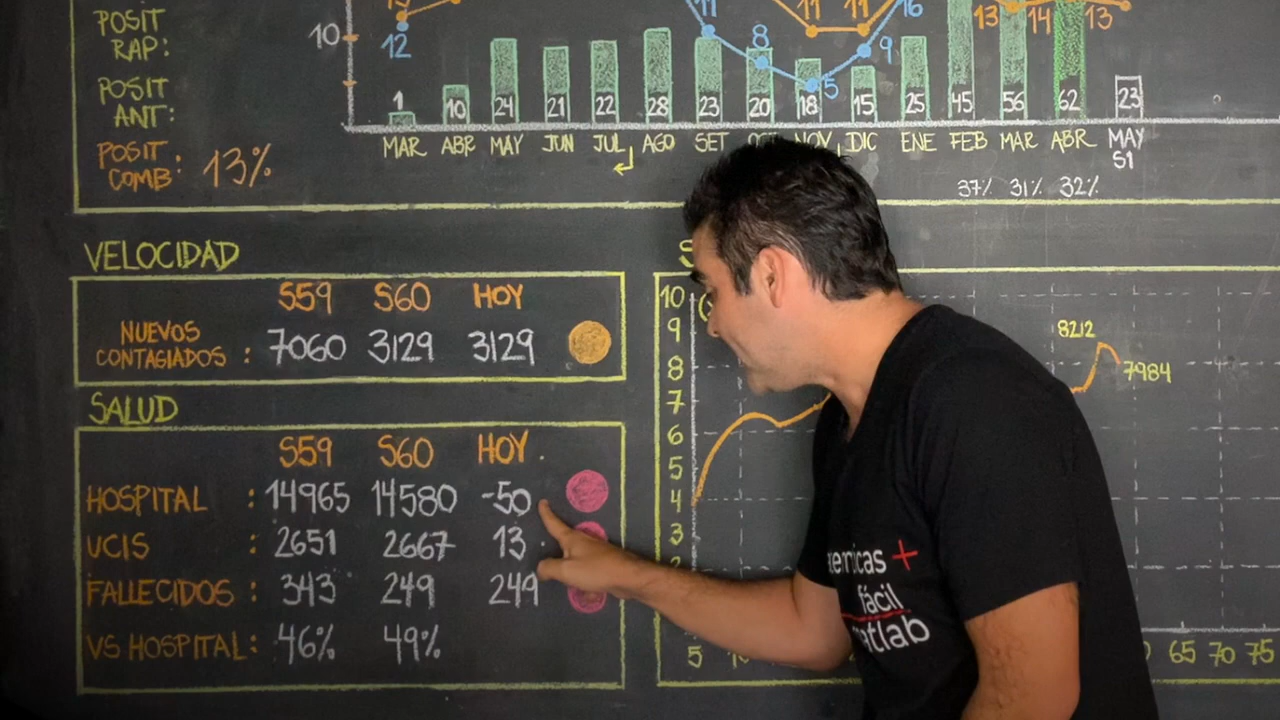 POSIT
RAP:
POSIT
ANT:
POSIT
COMB: 13%
10
12
11
8
5
9
16
11 11
13 14 13
1 10 24 21 22 28 23 20 18 15 25 45 56 62 23
MAR ABR MAY JUN JUL AGO SET NOV DIC ENE FEB MAR ABR MAY
S1
37% 31% 32%
VELOCIDAD
S59 S60 HOY
NUEVOS
CONTAGIADOS : 7060 3129 3129
SALUD
S59 S60 HOY
HOSPITAL : 14965 14580 -50
UCIS : 2651 2667 13
FALLECIDOS : 343 249 249
VS HOSPITAL : 46% 49%
10
9
8
7
6
5
4
3
8212
7984
5
65 70 75
+
fácil